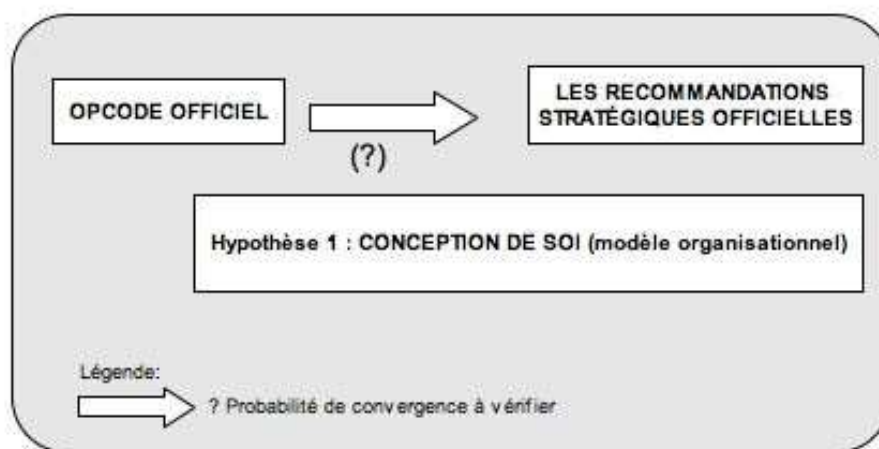 OPCODE OFFICIEL
(?)
LES RECOMMANDATIONS
STRATÉGIQUES OFFICIELLES
Hypothèse 1 : CONCEPTION DE SOI (modèle organisationnel)
Légende:
? Probabilité de convergence à vérifier